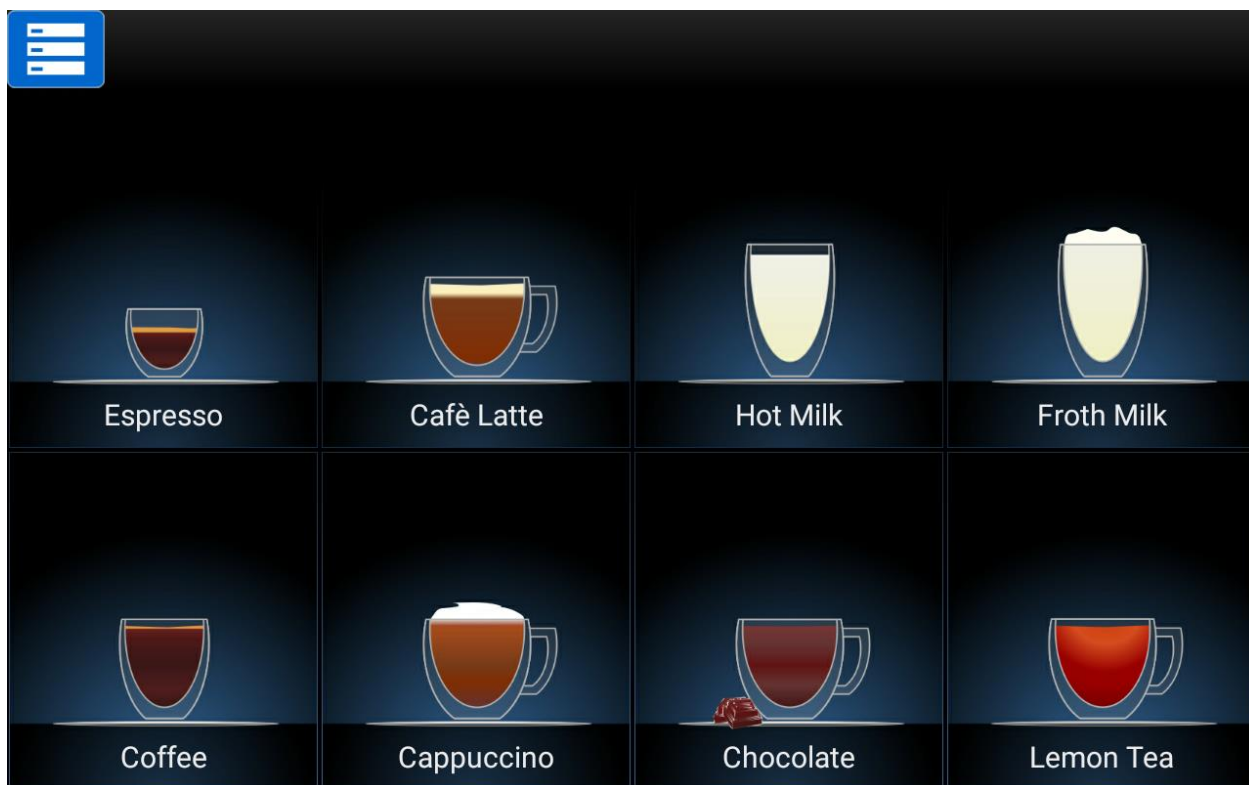 Espresso
Cafè Latte
Hot Milk
Froth Milk
Coffee
Cappuccino
Chocolate
Lemon Tea